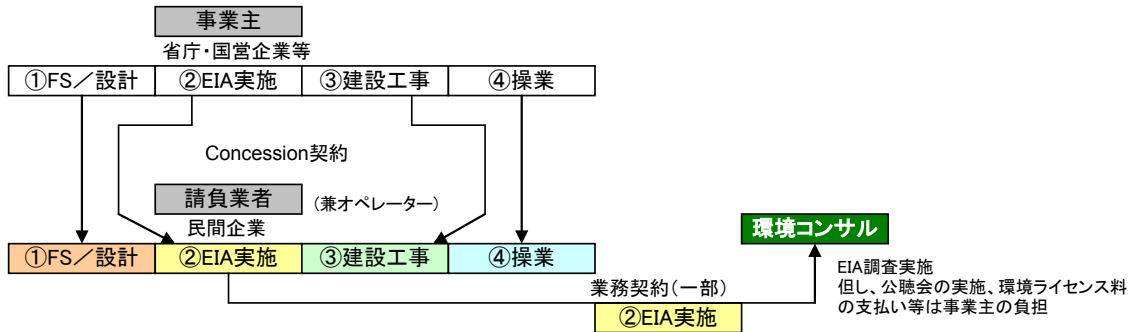 事業主
省庁・国営企業等
①FS／設計 ②EIA実施 ③建設工事 ④操業
Concession契約
請負業者 (兼オペレーター)
民間企業
①FS／設計 ②EIA実施 ③建設工事 ④操業
環境コンサル
EIA調査実施
但し、公聴会の実施、環境ライセンス料
の支払い等は事業主の負担
業務契約(一部)
②EIA実施